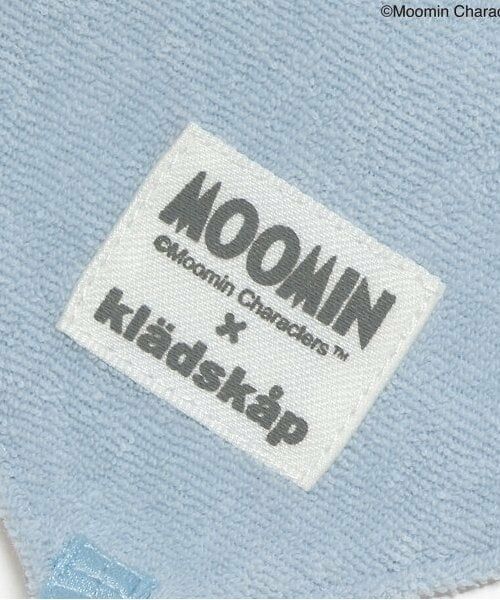 ©Moomin Charac
MOOMIN
©Moomin Characters™
×
klädskåp